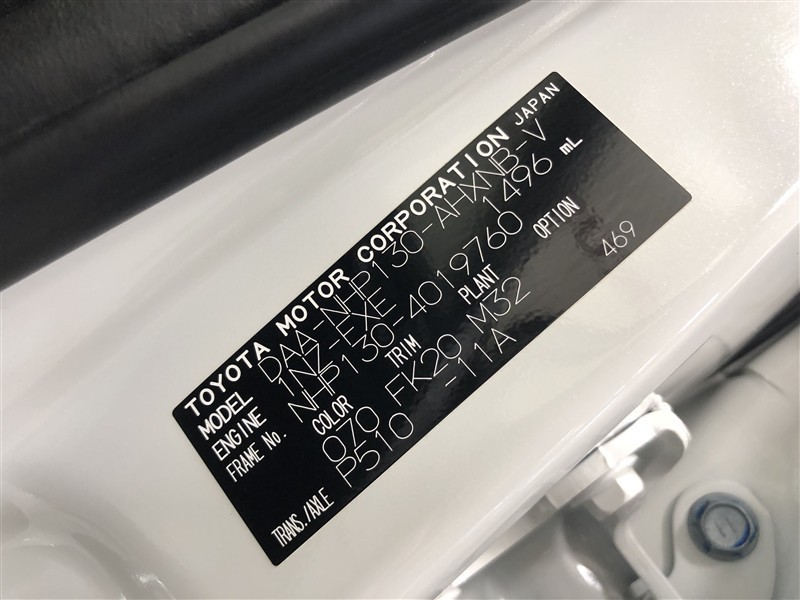 TOYOTA MOTOR CORPORATION JAPAN
MODEL DAA-NHP130-AHXNB-V
ENGINE 1NZ-FXE 1496 mL
FRAME No. NHP130-4019760
COLOR TRIM PLANT OPTION
070 FK20 M32 469
TRANS./AXLE P510 -11A